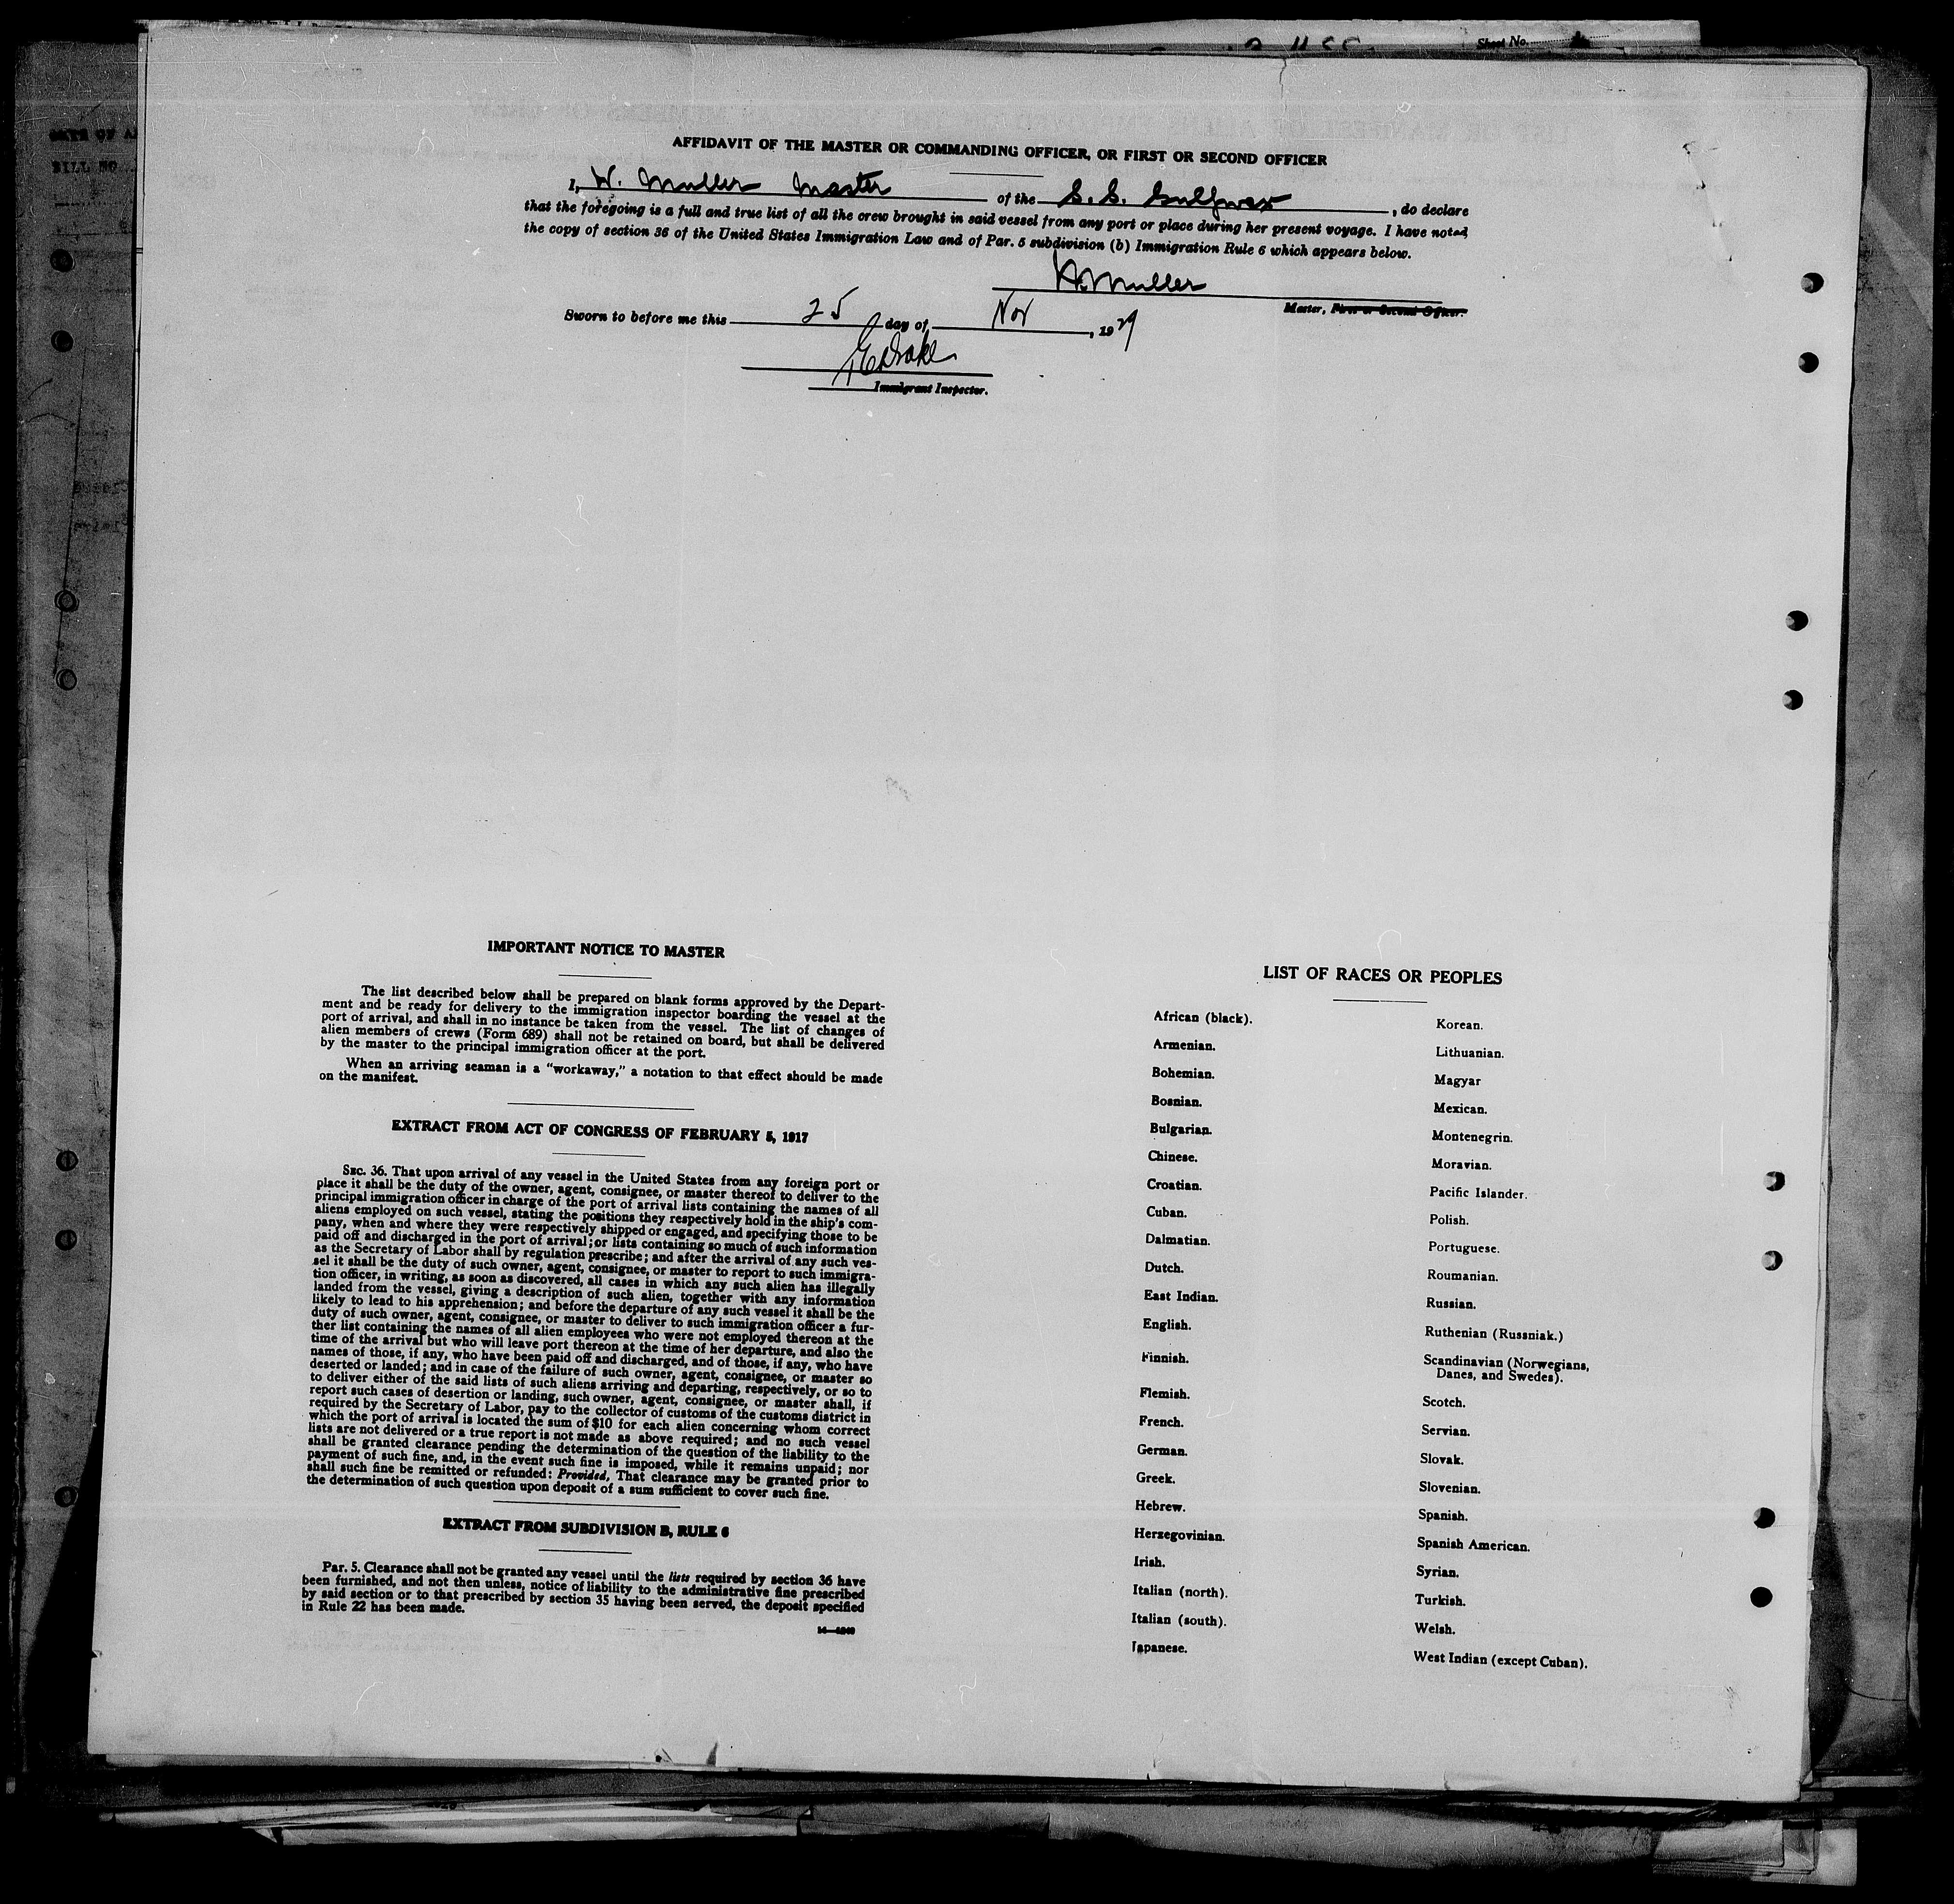 Sheet No.
DATE OF A
BILL NO
AFFIDAVIT OF THE MASTER OR COMMANDING OFFICER, OR FIRST OR SECOND OFFICER
I, W. Muller Master of the S.S. Gulfwax, do declare
that the foregoing is a full and true list of all the crew brought in said vessel from any port or place during her present voyage. I have noted
the copy of section 36 of the United States Immigration Law and of Par. 5 subdivision (b) Immigration Rule 6 which appears below.
W. Muller
Master, First or Second Officer.
Sworn to before me this 25 day of Nov, 1929
Immigrant Inspector.
IMPORTANT NOTICE TO MASTER
The list described below shall be prepared on blank forms approved by the Depart-
ment and be ready for delivery to the immigration inspector boarding the vessel at the
port of arrival, and shall in no instance be taken from the vessel. The list of changes of
alien members of crews (Form 689) shall not be retained on board, but shall be delivered
by the master to the principal immigration officer at the port.
When an arriving seaman is a "workaway," a notation to that effect should be made
on the manifest.
EXTRACT FROM ACT OF CONGRESS OF FEBRUARY 5, 1917
SEC. 36. That upon arrival of any vessel in the United States from any foreign port or
place it shall be the duty of the owner, agent, consignee, or master thereof to deliver to the
principal immigration officer in charge of the port of arrival lists containing the names of all
aliens employed on such vessel, stating the positions they respectively hold in the ship's com-
pany, when and where they were respectively shipped or engaged, and specifying those to be
paid off and discharged in the port of arrival; or lists containing so much of such information
as the Secretary of Labor shall by regulation prescribe; and after the arrival of any such ves-
sel it shall be the duty of such owner, agent, consignee, or master to report to such immigra-
tion officer, in writing, as soon as discovered, all cases in which any such alien has illegally
landed from the vessel, giving a description of such alien, together with any information
likely to lead to his apprehension; and before the departure of any such vessel it shall be the
duty of such owner, agent, consignee, or master to deliver to such immigration officer a fur-
ther list containing the names of all alien employees who were not employed thereon at the
time of the arrival but who will leave port thereon at the time of her departure, and also the
names of those, if any, who have been paid off and discharged, and of those, if any, who have
deserted or landed; and in case of the failure of such owner, agent, consignee, or master so
to deliver either of the said lists of such aliens arriving and departing, respectively, or so to
report such cases of desertion or landing, such owner, agent, consignee, or master shall, if
required by the Secretary of Labor, pay to the collector of customs of the customs district in
which the port of arrival is located the sum of $10 for each alien concerning whom correct
lists are not delivered or a true report is not made as above required; and no such vessel
shall be granted clearance pending the determination of the question of the liability to the
payment of such fine, and, in the event such fine is imposed, while it remains unpaid; nor
shall such fine be remitted or refunded: Provided, That clearance may be granted prior to
the determination of such question upon deposit of a sum sufficient to cover such fine.
EXTRACT FROM SUBDIVISION B, RULE 6
Par. 5. Clearance shall not be granted any vessel until the lists required by section 36 have
been furnished, and not then unless, notice of liability to the administrative fine prescribed
by said section or to that prescribed by section 35 having been served, the deposit specified
in Rule 22 has been made.
LIST OF RACES OR PEOPLES
African (black).
Armenian.
Bohemian.
Bosnian.
Bulgarian.
Chinese.
Croatian.
Cuban.
Dalmatian.
Dutch.
East Indian.
English.
Finnish.
Flemish.
French.
German.
Greek.
Hebrew.
Herzegovinian.
Irish.
Italian (north).
Italian (south).
Japanese.
Korean.
Lithuanian.
Magyar
Mexican.
Montenegrin.
Moravian.
Pacific Islander.
Polish.
Portuguese.
Roumanian.
Russian.
Ruthenian (Russniak.)
Scandinavian (Norwegians,
Danes, and Swedes).
Scotch.
Servian.
Slovak.
Slovenian.
Spanish.
Spanish American.
Syrian.
Turkish.
Welsh.
West Indian (except Cuban).